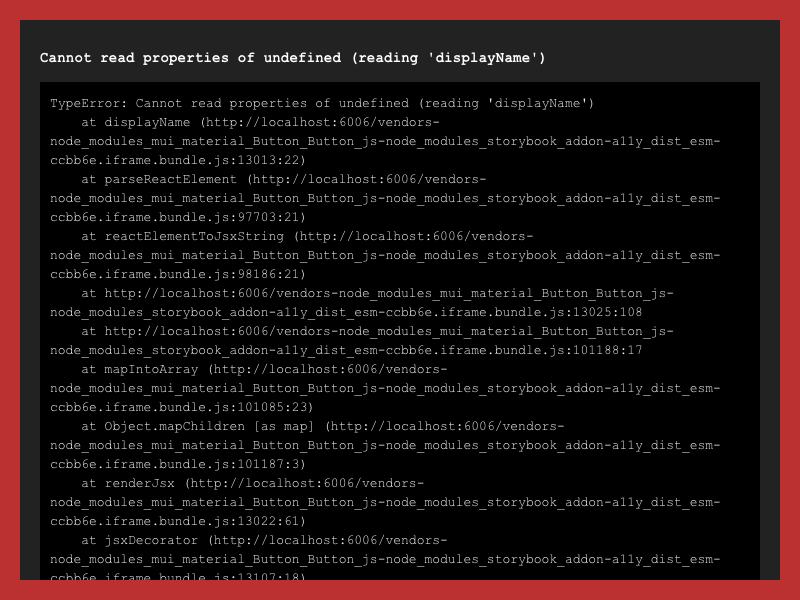 Cannot read properties of undefined (reading 'displayName')
TypeError: Cannot read properties of undefined (reading 'displayName')
at displayName (http://localhost:6006/vendors-
node_modules_mui_material_Button_Button_js-node_modules_storybook_addon-a11y_dist_esm-
ccbb6e.iframe.bundle.js:13013:22)
at parseReactElement (http://localhost:6006/vendors-
node_modules_mui_material_Button_Button_js-node_modules_storybook_addon-a11y_dist_esm-
ccbb6e.iframe.bundle.js:97703:21)
at reactElementToJsxString (http://localhost:6006/vendors-
node_modules_mui_material_Button_Button_js-node_modules_storybook_addon-a11y_dist_esm-
ccbb6e.iframe.bundle.js:98186:21)
at http://localhost:6006/vendors-node_modules_mui_material_Button_Button_js-
node_modules_storybook_addon-a11y_dist_esm-ccbb6e.iframe.bundle.js:13025:108
at http://localhost:6006/vendors-node_modules_mui_material_Button_Button_js-
node_modules_storybook_addon-a11y_dist_esm-ccbb6e.iframe.bundle.js:101188:17
at mapIntoArray (http://localhost:6006/vendors-
node_modules_mui_material_Button_Button_js-node_modules_storybook_addon-a11y_dist_esm-
ccbb6e.iframe.bundle.js:101085:23)
at Object.mapChildren [as map] (http://localhost:6006/vendors-
node_modules_mui_material_Button_Button_js-node_modules_storybook_addon-a11y_dist_esm-
ccbb6e.iframe.bundle.js:101187:3)
at renderJsx (http://localhost:6006/vendors-
node_modules_mui_material_Button_Button_js-node_modules_storybook_addon-a11y_dist_esm-
ccbb6e.iframe.bundle.js:13022:61)
at jsxDecorator (http://localhost:6006/vendors-
node_modules_mui_material_Button_Button_js-node_modules_storybook_addon-a11y_dist_esm-
ccbb6e.iframe.bundle.js:13107:18)